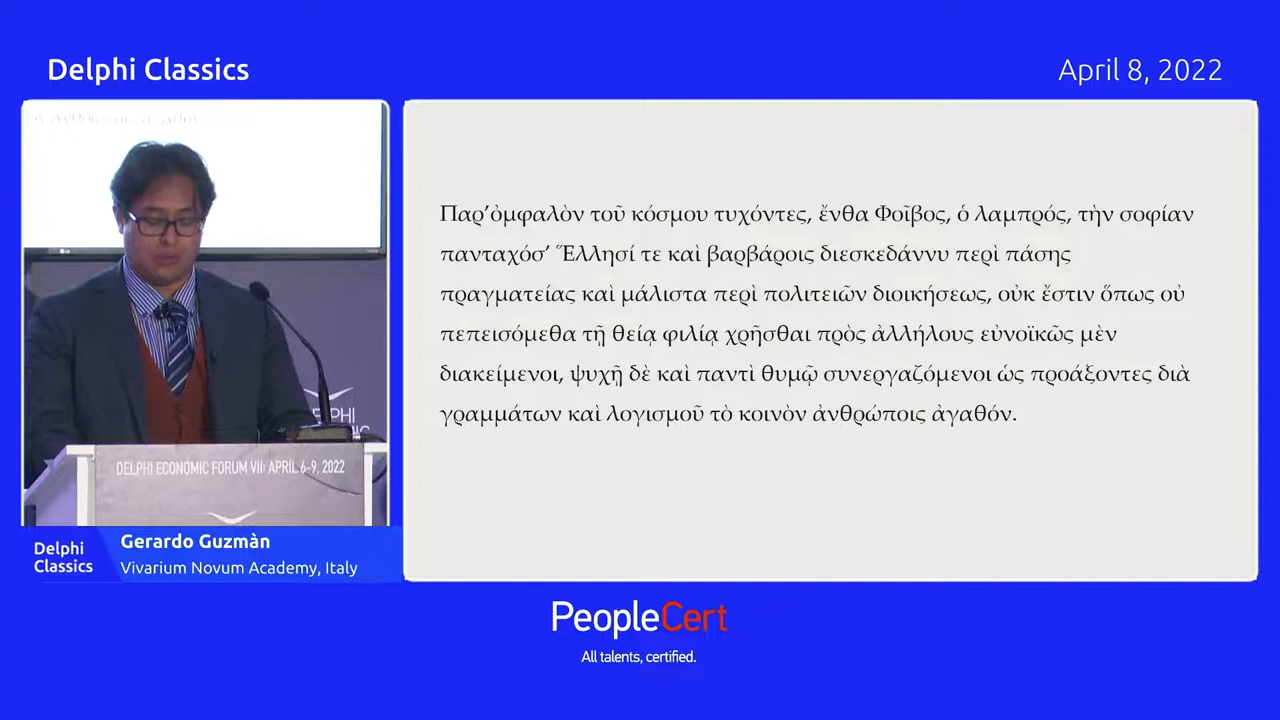 Delphi Classics
April 8, 2022
Παρ’ὀμφαλὸν τοῦ κόσμου τυχόντες, ἔνθα Φοῖβος, ὁ λαμπρός, τὴν σοφίαν
πανταχόσ’ Ἕλλησί τε καὶ βαρβάροις διεσκεδάννυ περὶ πάσης
πραγματείας καὶ μάλιστα περὶ πολιτειῶν διοικήσεως, οὐκ ἔστιν ὅπως οὐ
πεπεισόμεθα τῇ θείᾳ φιλίᾳ χρῆσθαι πρὸς ἀλλήλους εὐνοϊκῶς μὲν
διακείμενοι, ψυχῇ δὲ καὶ παντὶ θυμῷ συνεργαζόμενοι ὡς προάξοντες διὰ
γραμμάτων καὶ λογισμοῦ τὸ κοινὸν ἀνθρώποις ἀγαθόν.
LG
DELPHI ECONOMIC FORUM VII: APRIL 6-9, 2022
Delphi
Classics
Gerardo Guzmàn
Vivarium Novum Academy, Italy
PeopleCert
All talents, certified.